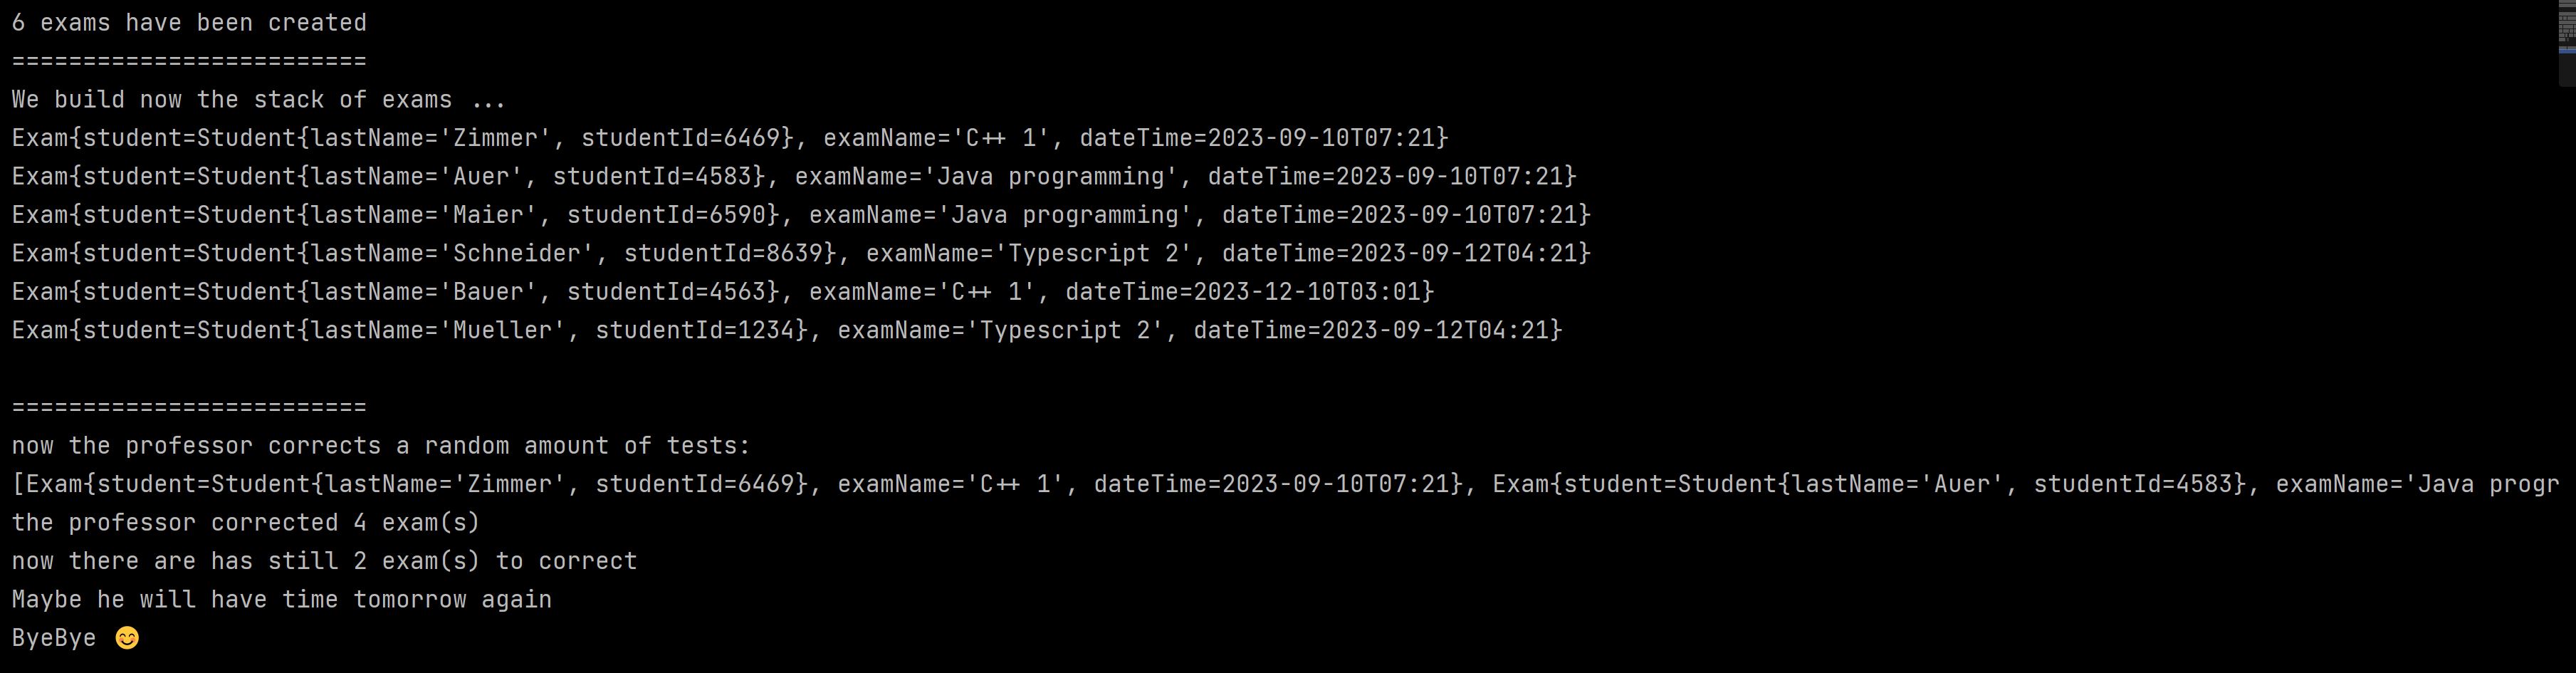 6 exams have been created
=========================
We build now the stack of exams ...
Exam{student=Student{lastName='Zimmer', studentId=6469}, examName='C++ 1', dateTime=2023-09-10T07:21}
Exam{student=Student{lastName='Auer', studentId=4583}, examName='Java programming', dateTime=2023-09-10T07:21}
Exam{student=Student{lastName='Maier', studentId=6590}, examName='Java programming', dateTime=2023-09-10T07:21}
Exam{student=Student{lastName='Schneider', studentId=8639}, examName='Typescript 2', dateTime=2023-09-12T04:21}
Exam{student=Student{lastName='Bauer', studentId=4563}, examName='C++ 1', dateTime=2023-12-10T03:01}
Exam{student=Student{lastName='Mueller', studentId=1234}, examName='Typescript 2', dateTime=2023-09-12T04:21}
=========================
now the professor corrects a random amount of tests:
[Exam{student=Student{lastName='Zimmer', studentId=6469}, examName='C++ 1', dateTime=2023-09-10T07:21}, Exam{student=Student{lastName='Auer', studentId=4583}, examName='Java progr
the professor corrected 4 exam(s)
now there are has still 2 exam(s) to correct
Maybe he will have time tomorrow again
ByeBye 😊